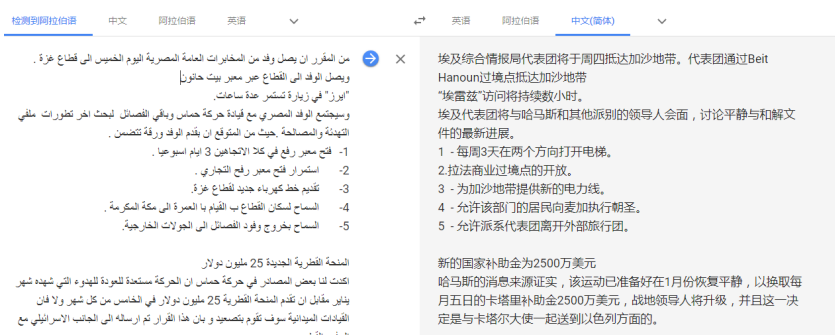 检测到阿拉伯语 中文 阿拉伯语 英语
英语 阿拉伯语 中文(简体)
من المقرر ان يصل وفد من المخابرات العامة المصرية اليوم الخميس الى قطاع غزة .
ويصل الوفد الى القطاع عبر معبر بيت حانون
"ايرز" في زيارة تستمر عدة ساعات.
وسيجتمع الوفد المصري مع قيادة حركة حماس وباقي الفصائل لبحث اخر تطورات ملفي
التهدئة والمصالحة .حيث من المتوقع ان يقدم الوفد ورقة تتضمن .
1- فتح معبر رفح في كلا الاتجاهين 3 ايام اسبوعيا .
2- استمرار فتح معبر رفح التجاري .
3- تقديم خط كهرباء جديد لقطاع غزة.
4- السماح لسكان القطاع ب القيام با العمرة الى مكة المكرمة .
5- السماح بخروج وفود الفصائل الى الجولات الخارجية.
المنحة القطرية الجديدة 25 مليون دولار
اكدت لنا بعض المصادر في حركة حماس ان الحركة مستعدة للعودة للهدوء التي شهده شهر
يناير مقابل ان تقدم المنحة القطرية 25 مليون دولار في الخامس من كل شهر ولا فان
القيادات الميدانية سوف تقوم بتصعيد و بان هذا القرار تم ارساله الى الجانب الاسرائيلي مع
埃及综合情报局代表团将于周四抵达加沙地带。代表团通过Beit
Hanoun过境点抵达加沙地带
“埃雷兹”访问将持续数小时。
埃及代表团将与哈马斯和其他派别的领导人会面，讨论平静与和解文
件的最新进展。
1 - 每周3天在两个方向打开电梯。
2.拉法商业过境点的开放。
3 - 为加沙地带提供新的电力线。
4 - 允许该部门的居民向麦加执行朝圣。
5 - 允许派系代表团离开外部旅行团。
新的国家补助金为2500万美元
哈马斯的消息来源证实，该运动已准备好在1月份恢复平静，以换取每
月五日的卡塔里补助金2500万美元，战地领导人将升级，并且这一决
定是与卡塔尔大使一起送到以色列方面的。